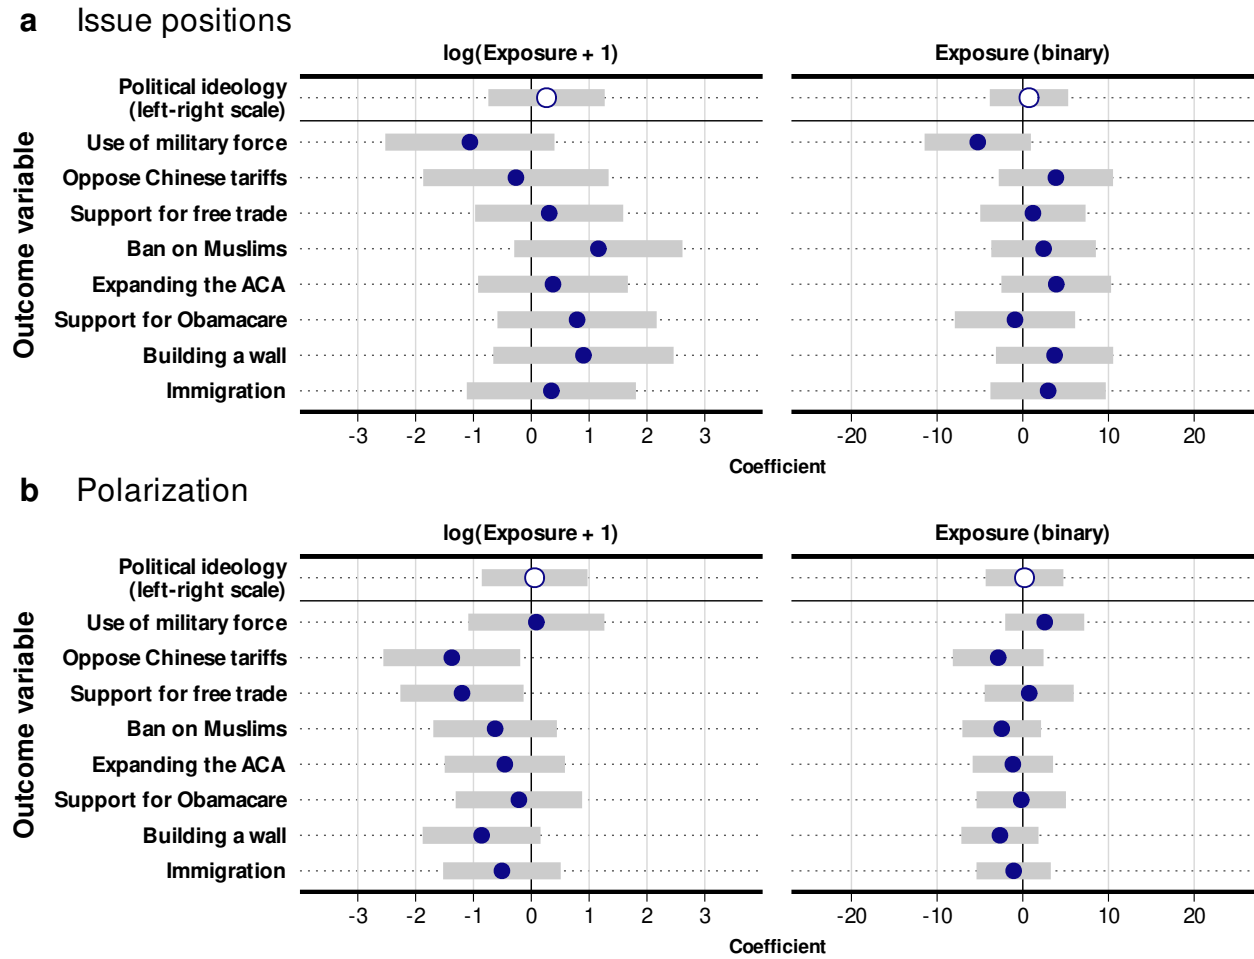 a Issue positions
log(Exposure + 1) Exposure (binary)
Political ideology
(left-right scale)
Use of military force
Oppose Chinese tariffs
Support for free trade
Ban on Muslims
Expanding the ACA
Support for Obamacare
Building a wall
Immigration
Outcome variable
-3 -2 -1 0 1 2 3 -20 -10 0 10 20
Coefficient
b Polarization
log(Exposure + 1) Exposure (binary)
Political ideology
(left-right scale)
Use of military force
Oppose Chinese tariffs
Support for free trade
Ban on Muslims
Expanding the ACA
Support for Obamacare
Building a wall
Immigration
Outcome variable
-3 -2 -1 0 1 2 3 -20 -10 0 10 20
Coefficient